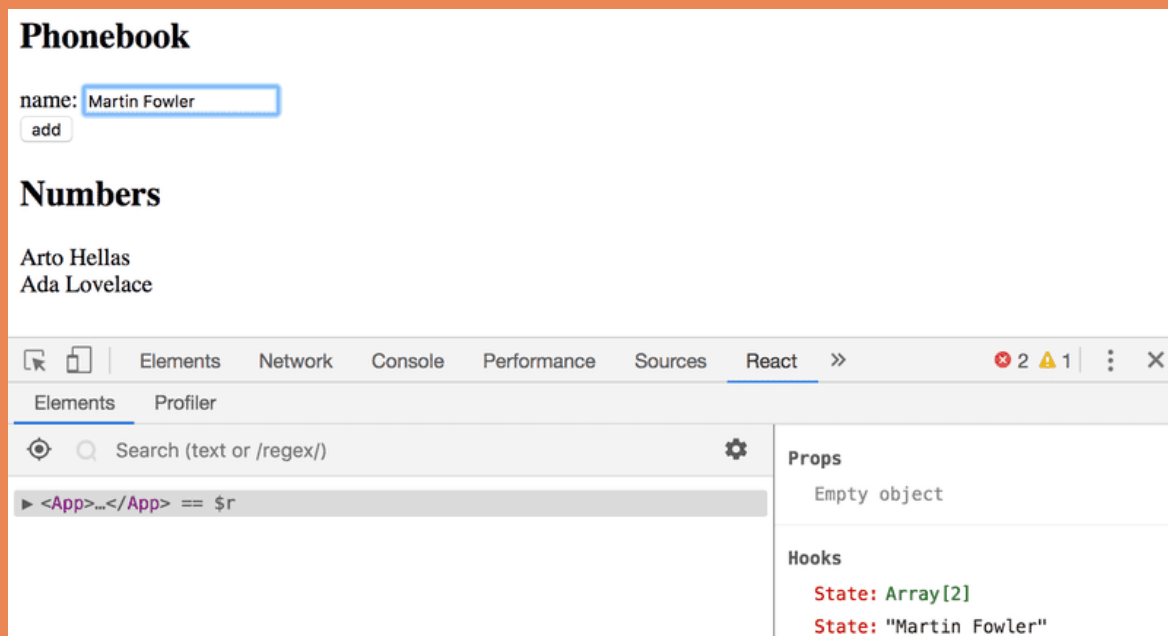 Phonebook
name: Martin Fowler
add
Numbers
Arto Hellas
Ada Lovelace
Elements Network Console Performance Sources React » 2 1
Elements Profiler
Search (text or /regex/)
▶ <App>…</App> == $r
Props
Empty object
Hooks
State: Array[2]
State: "Martin Fowler"